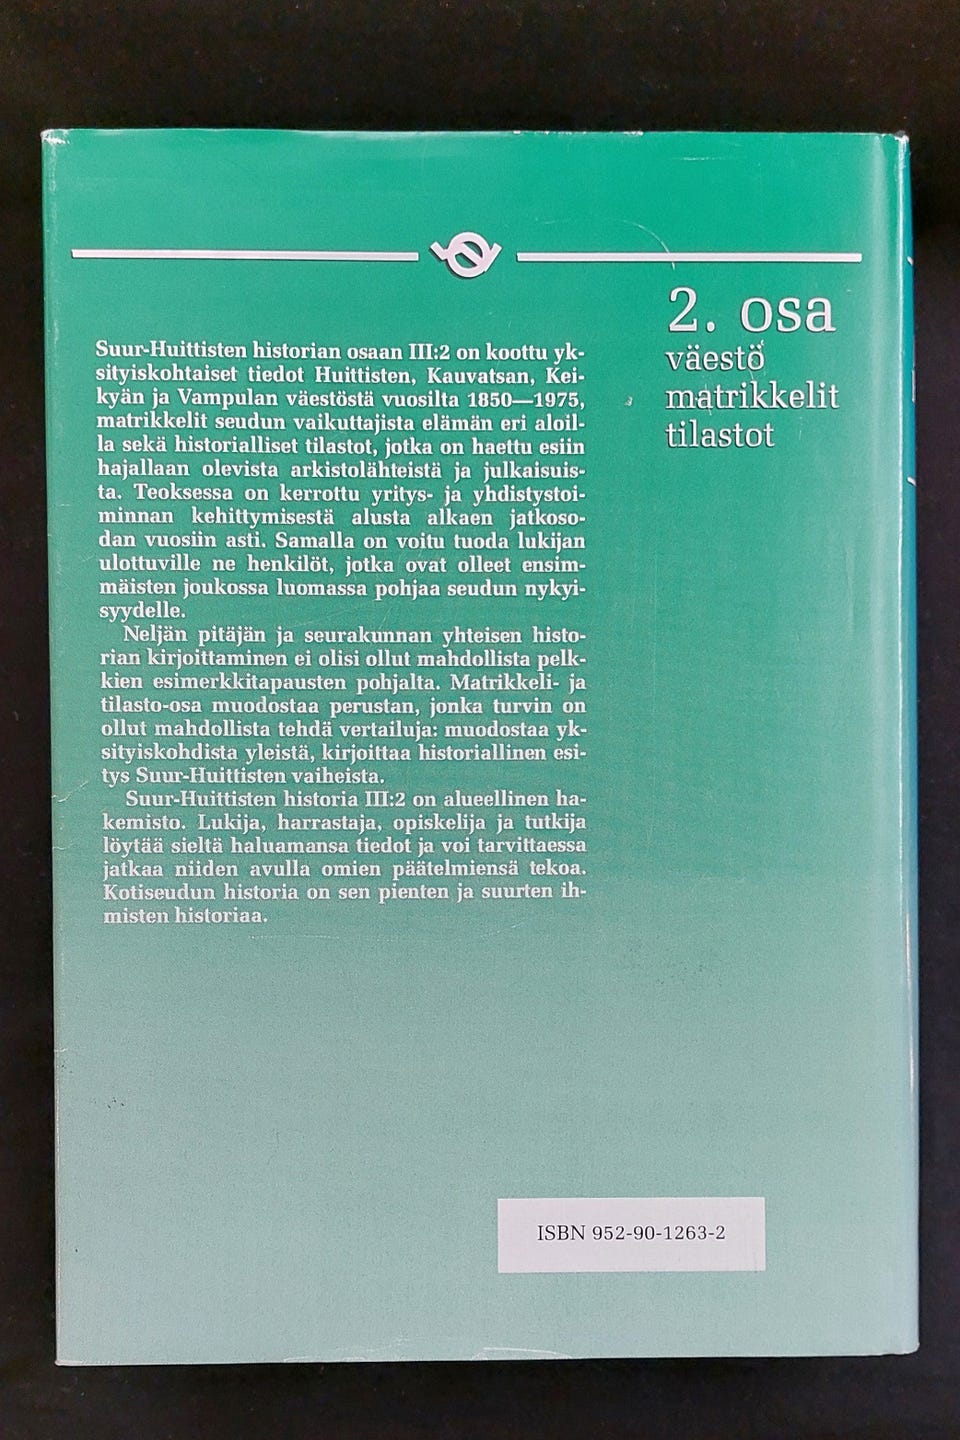 2. osa
väestö
matrikkelit
tilastot
Suur-Huittisten historian osaan III:2 on koottu yk-
sityiskohtaiset tiedot Huittisten, Kauvatsan, Kei-
kyän ja Vampulan väestöstä vuosilta 1850—1975,
matrikkelit seudun vaikuttajista elämän eri aloil-
la sekä historialliset tilastot, jotka on haettu esiin
hajallaan olevista arkistolähteistä ja julkaisuis-
ta. Teoksessa on kerrottu yritys- ja yhdistystoi-
minnan kehittymisestä alusta alkaen jatkoso-
dan vuosiin asti. Samalla on voitu tuoda lukijan
ulottuville ne henkilöt, jotka ovat olleet ensim-
mäisten joukossa luomassa pohjaa seudun nykyi-
syydelle.
Neljän pitäjän ja seurakunnan yhteisen histo-
rian kirjoittaminen ei olisi ollut mahdollista pelk-
kien esimerkkitapausten pohjalta. Matrikkeli- ja
tilasto-osa muodostaa perustan, jonka turvin on
ollut mahdollista tehdä vertailuja: muodostaa yk-
sityiskohdista yleistä, kirjoittaa historiallinen esi-
tys Suur-Huittisten vaiheista.
Suur-Huittisten historia III:2 on alueellinen ha-
kemisto. Lukija, harrastaja, opiskelija ja tutkija
löytää sieltä haluamansa tiedot ja voi tarvittaessa
jatkaa niiden avulla omien päätelmiensä tekoa.
Kotiseudun historia on sen pienten ja suurten ih-
misten historiaa.
ISBN 952-90-1263-2